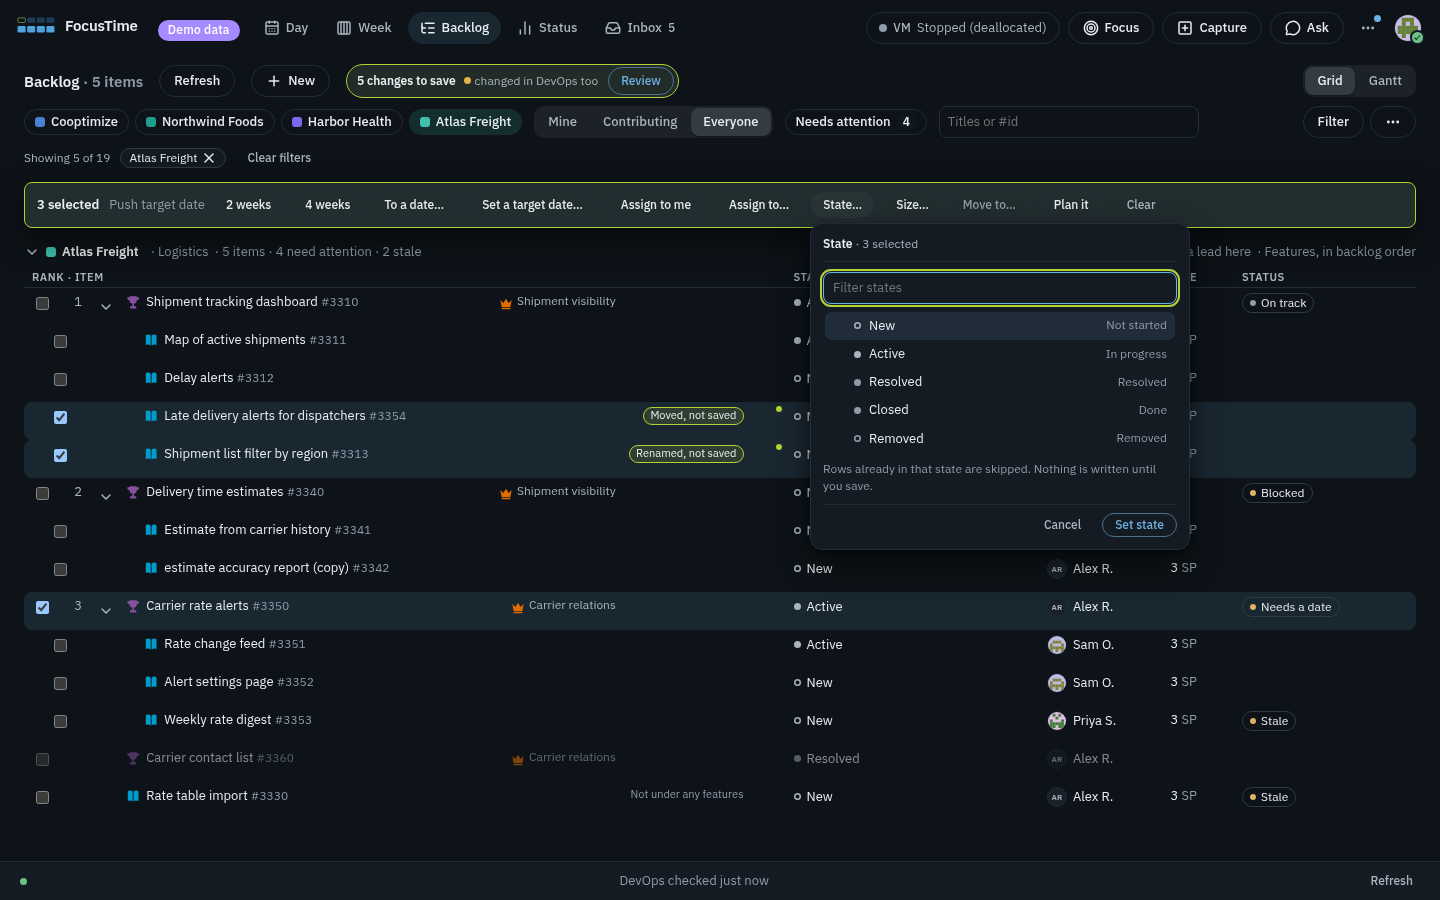 FocusTime Demo data Day Week Backlog Status Inbox 5 VM Stopped (deallocated) Focus Capture Ask
Backlog · 5 items Refresh New 5 changes to save changed in DevOps too Review Grid Gantt
Cooptimize Northwind Foods Harbor Health Atlas Freight Mine Contributing Everyone Needs attention 4 Titles or #id Filter
Showing 5 of 19 Atlas Freight Clear filters
3 selected Push target date 2 weeks 4 weeks To a date... Set a target date... Assign to me Assign to... State... Size... Move to... Plan it Clear
State · 3 selected
Atlas Freight · Logistics · 5 items · 4 need attention · 2 stale a lead here · Features, in backlog order
RANK · ITEM STATUS
Filter states
1 Shipment tracking dashboard #3310 Shipment visibility On track
New Not started
Map of active shipments #3311
Active In progress
Delay alerts #3312
Resolved Resolved
Late delivery alerts for dispatchers #3354 Moved, not saved
Closed Done
Removed Removed
Shipment list filter by region #3313 Renamed, not saved
Rows already in that state are skipped. Nothing is written until
you save.
2 Delivery time estimates #3340 Shipment visibility Blocked
Cancel Set state
Estimate from carrier history #3341
estimate accuracy report (copy) #3342 New AR Alex R. 3 SP
3 Carrier rate alerts #3350 Carrier relations Active AR Alex R. Needs a date
Rate change feed #3351 Active Sam O. 3 SP
Alert settings page #3352 New Sam O. 3 SP
Weekly rate digest #3353 New Priya S. 3 SP Stale
Carrier contact list #3360 Carrier relations Resolved AR Alex R.
Rate table import #3330 Not under any features New AR Alex R. 3 SP Stale
DevOps checked just now Refresh